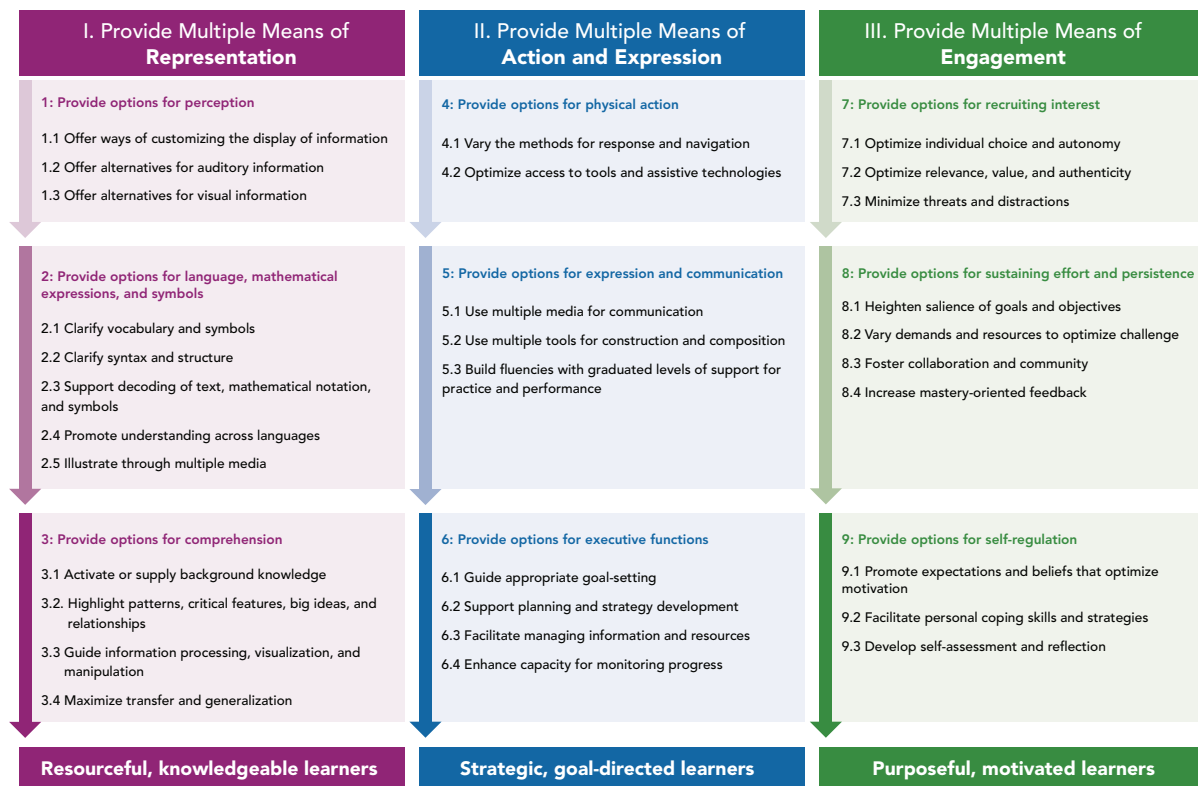 I. Provide Multiple Means of
Representation
1: Provide options for perception
1.1 Offer ways of customizing the display of information
1.2 Offer alternatives for auditory information
1.3 Offer alternatives for visual information
2: Provide options for language, mathematical
expressions, and symbols
2.1 Clarify vocabulary and symbols
2.2 Clarify syntax and structure
2.3 Support decoding of text, mathematical notation,
and symbols
2.4 Promote understanding across languages
2.5 Illustrate through multiple media
3: Provide options for comprehension
3.1 Activate or supply background knowledge
3.2. Highlight patterns, critical features, big ideas, and
relationships
3.3 Guide information processing, visualization, and
manipulation
3.4 Maximize transfer and generalization
Resourceful, knowledgeable learners
II. Provide Multiple Means of
Action and Expression
4: Provide options for physical action
4.1 Vary the methods for response and navigation
4.2 Optimize access to tools and assistive technologies
5: Provide options for expression and communication
5.1 Use multiple media for communication
5.2 Use multiple tools for construction and composition
5.3 Build fluencies with graduated levels of support for
practice and performance
6: Provide options for executive functions
6.1 Guide appropriate goal-setting
6.2 Support planning and strategy development
6.3 Facilitate managing information and resources
6.4 Enhance capacity for monitoring progress
Strategic, goal-directed learners
III. Provide Multiple Means of
Engagement
7: Provide options for recruiting interest
7.1 Optimize individual choice and autonomy
7.2 Optimize relevance, value, and authenticity
7.3 Minimize threats and distractions
8: Provide options for sustaining effort and persistence
8.1 Heighten salience of goals and objectives
8.2 Vary demands and resources to optimize challenge
8.3 Foster collaboration and community
8.4 Increase mastery-oriented feedback
9: Provide options for self-regulation
9.1 Promote expectations and beliefs that optimize
motivation
9.2 Facilitate personal coping skills and strategies
9.3 Develop self-assessment and reflection
Purposeful, motivated learners